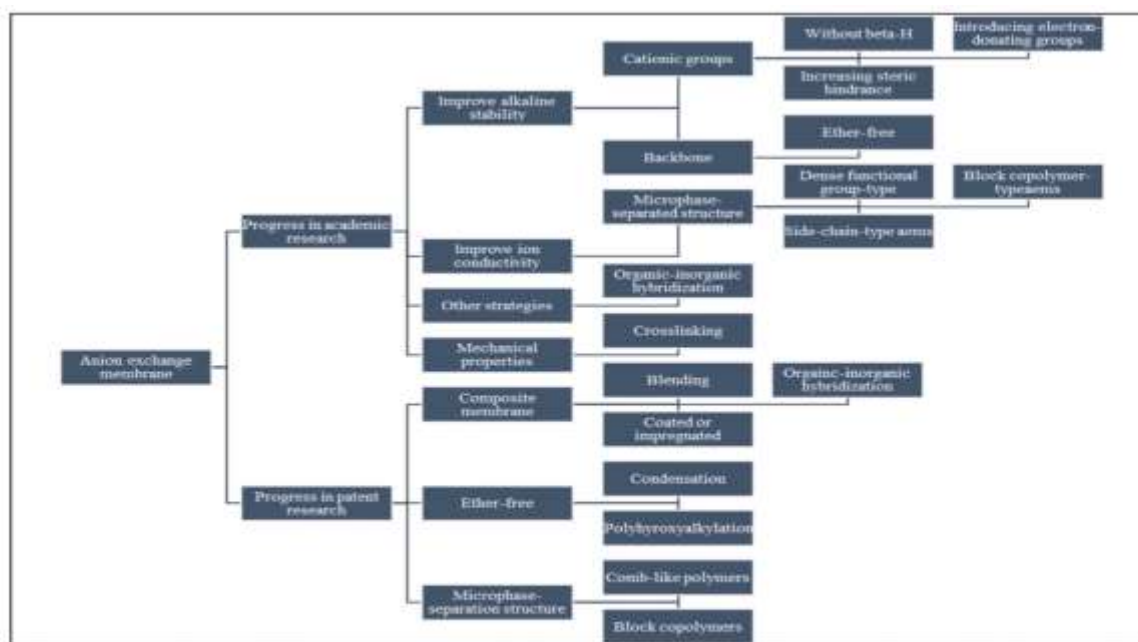 Without beta-H
Introducing electron-
donating groups
Cationic groups
Increasing steric
hindrance
Improve alkaline
stability
Ether-free
Backbone
Dense functional
group-type
Block copolymer-
typeaems
Microphase-
separated structure
Side-chain-type aems
Progress in academic
research
Improve ion
conductivity
Organic-inorganic
hybridization
Other strategies
Crosslinking
Mechanical
properties
Anion exchange
membrane
Blending
Organc-inorganic
hybridization
Composite
membrane
Coated or
impregnated
Condensation
Progress in patent
research
Ether-free
Polyhyroxyalkylation
Comb-like polymers
Microphase-
separation structure
Block copolymers